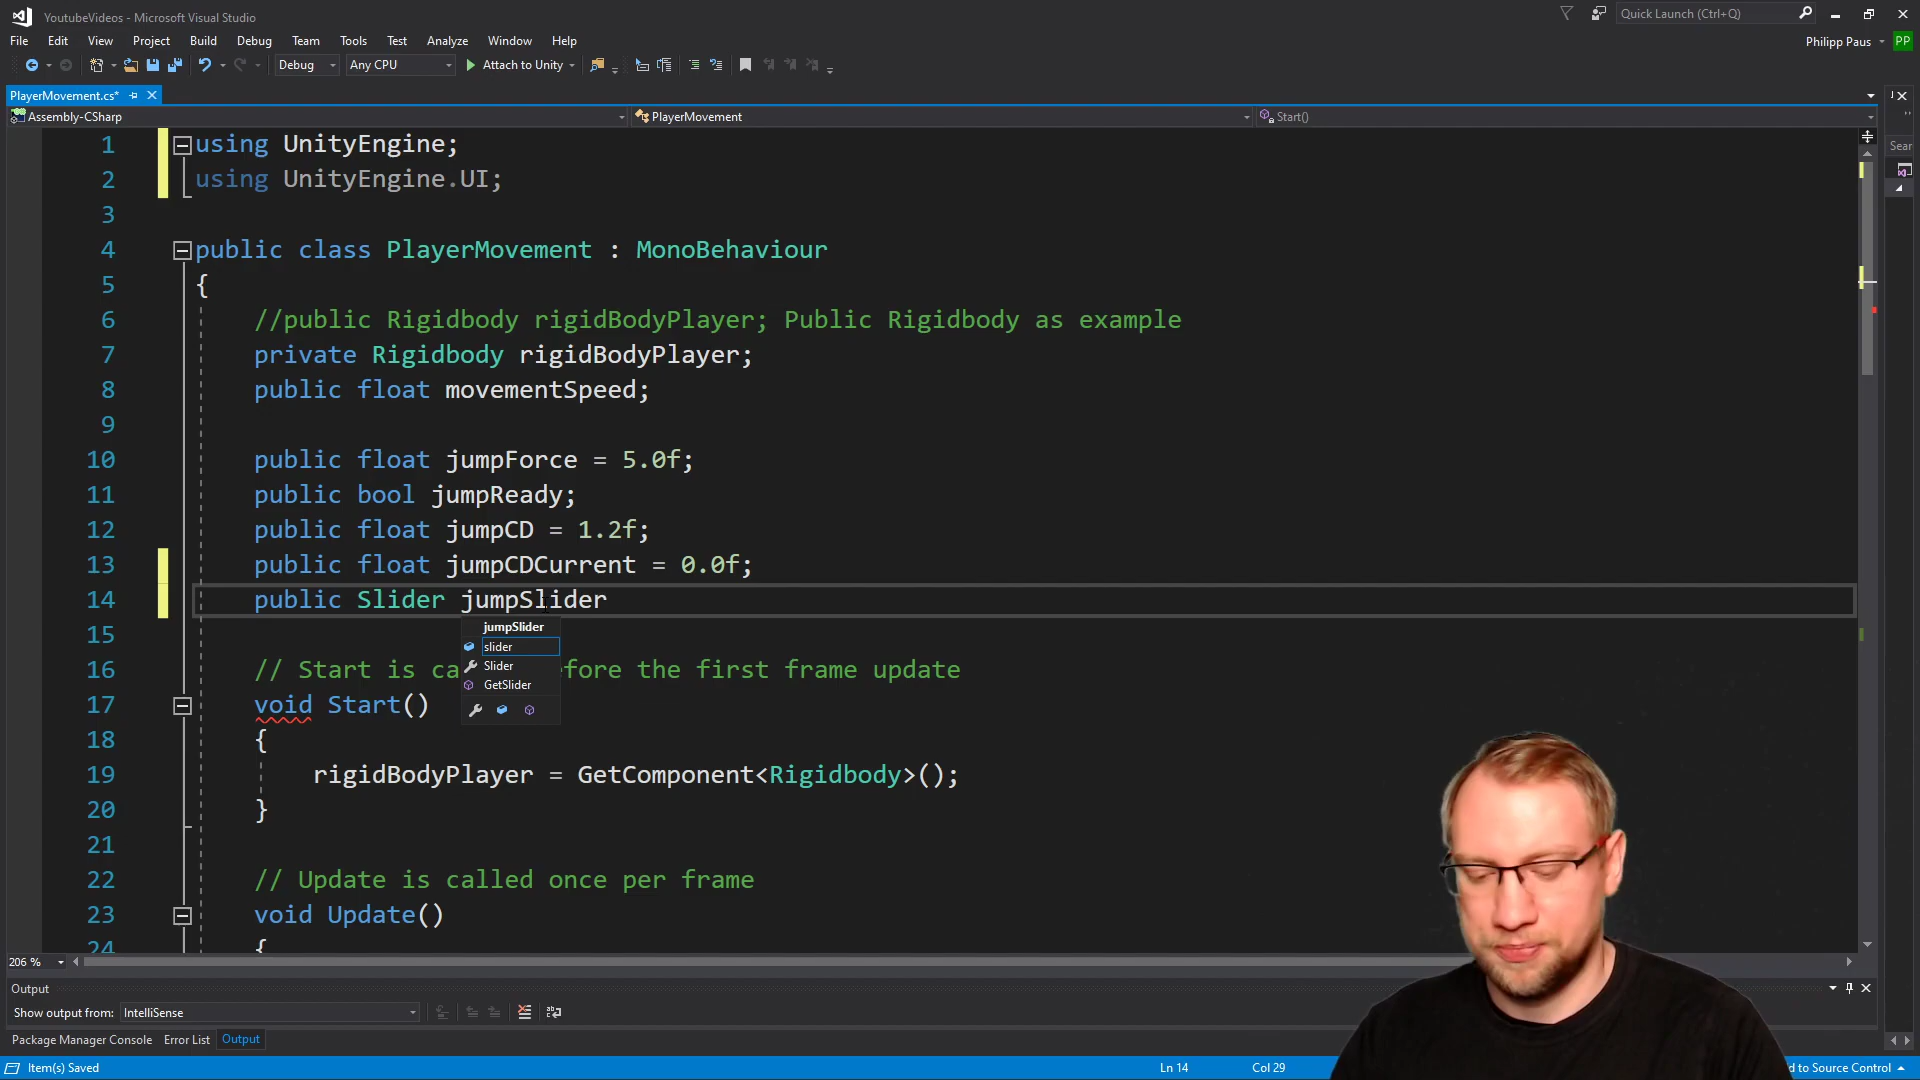 YoutubeVideos - Microsoft Visual Studio
Quick Launch (Ctrl+Q)
File Edit View Project Build Debug Team Tools Test Analyze Window Help
Philipp Paus PP
Debug Any CPU Attach to Unity
PlayerMovement.cs*
Assembly-CSharp PlayerMovement Start()
Sear
1 using UnityEngine;
2 using UnityEngine.UI;
3
4 public class PlayerMovement : MonoBehaviour
5 {
6 //public Rigidbody rigidBodyPlayer; Public Rigidbody as example
7 private Rigidbody rigidBodyPlayer;
8 public float movementSpeed;
9
10 public float jumpForce = 5.0f;
11 public bool jumpReady;
12 public float jumpCD = 1.2f;
13 public float jumpCDCurrent = 0.0f;
14 public Slider jumpSlider
jumpSlider
15
slider
16 // Start is ca fore the first frame update
Slider
GetSlider
17 void Start()
18 {
19 rigidBodyPlayer = GetComponent<Rigidbody>();
20 }
21
22 // Update is called once per frame
23 void Update()
24 {
206 %
Output
Show output from: IntelliSense
Package Manager Console Error List Output
Item(s) Saved Ln 14 Col 29 d to Source Control